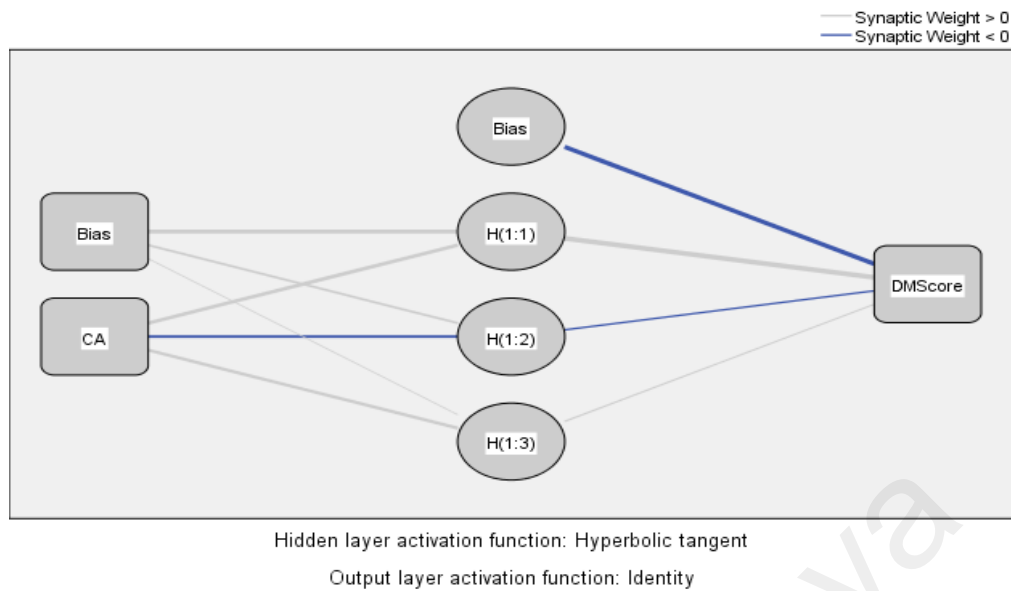 Synaptic Weight > 0
Synaptic Weight < 0
Bias
Bias
H(1:1)
CA
H(1:2)
H(1:3)
DMScore
Hidden layer activation function: Hyperbolic tangent
Output layer activation function: Identity